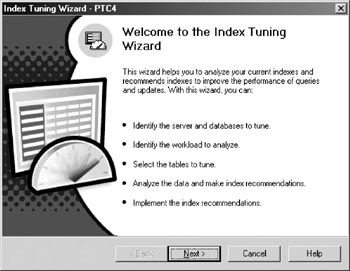 Index Tuning Wizard - PTC4
Welcome to the Index Tuning
Wizard
This wizard helps you to analyze your current indexes and
recommends indexes to improve the performance of queries
and updates. With this wizard, you can:
• Identify the server and databases to tune.
• Identify the workload to analyze.
• Select the tables to tune.
• Analyze the data and make index recommendations.
• Implement the index recommendations.
< Back
Next >
Cancel
Help